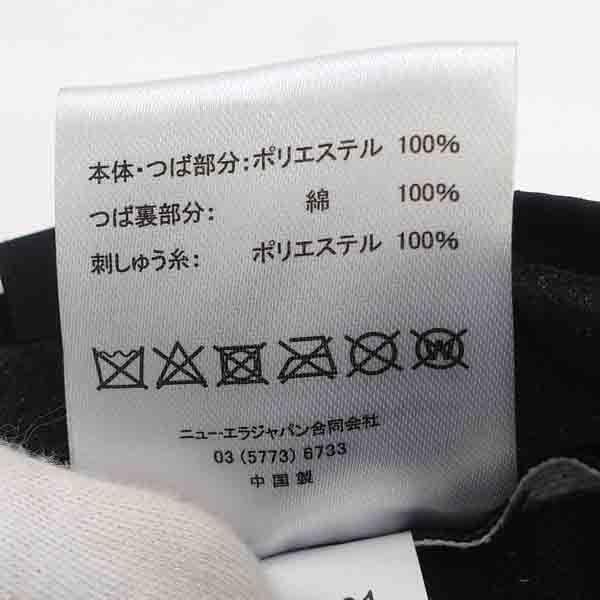 本体・つば部分:ポリエステル 100%
つば裏部分: 綿 100%
刺しゅう糸: ポリエステル 100%
W
ニューエラジャパン合同会社
03 (5773) 6733
中国製